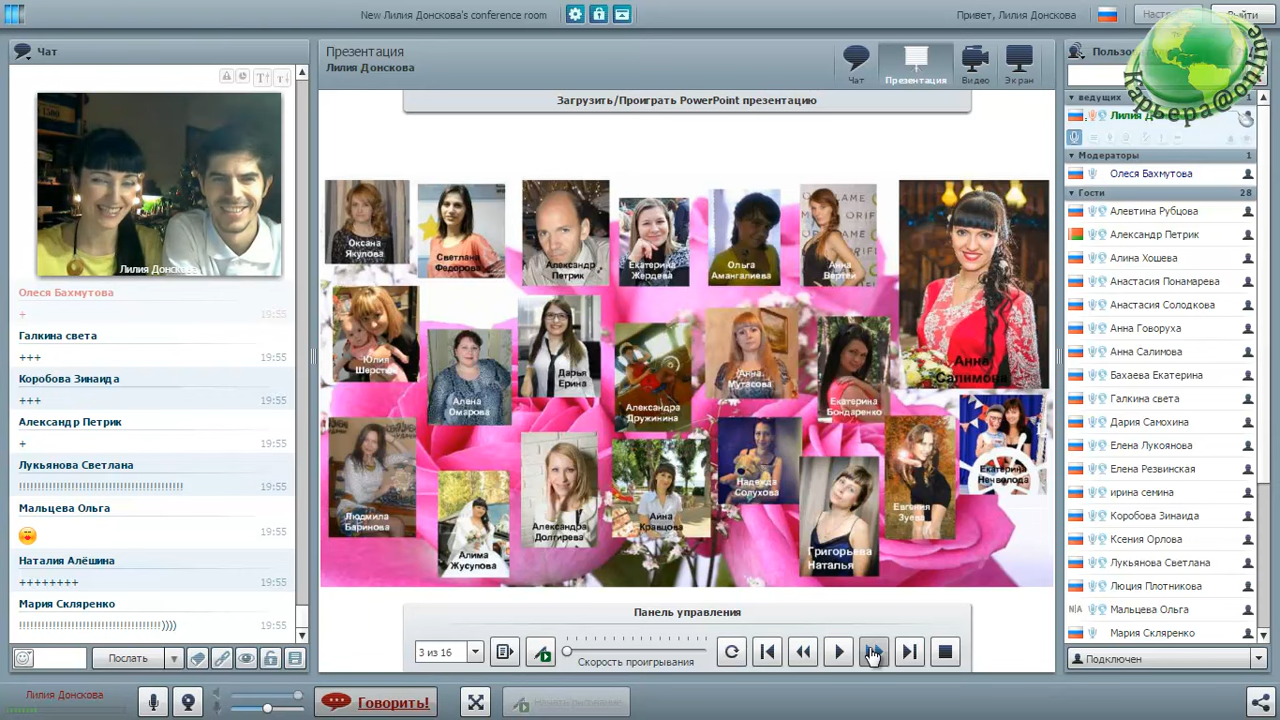 New Лилия Донскова's conference room
Привет, Лилия Донскова
Выйти
Карьера@online
Чат
Лилия Донскова
Олеся Бахмутова
+
19:55
Галкина света
+++
19:55
Коробова Зинаида
+++
19:55
Александр Петрик
+
19:55
Лукьянова Светлана
!!!!!!!!!!!!!!!!!!!!!!!!!!!!!!!!!!!!!!!!!!
19:55
Мальцева Ольга
19:55
Наталия Алёшина
++++++++
19:55
Мария Скляренко
!!!!!!!!!!!!!!!!!!!!!!!!!!!!!!!!!!!!!))))
19:55
Послать
Презентация
Лилия Донскова
Чат
Презентация
Видео
Экран
Загрузить/Проиграть PowerPoint презентацию
Оксана
Якупова
Светлана
Федорова
Александр
Петрик
Екатерина
Жердева
Ольга
Амангалиева
Анна
Вертей
ORIFLAME
Анна
Салимова
Юлия
Шерстюк
Алена
Омарова
Дарья
Ерина
Александра
Дружинина
Анна
Мутасова
Екатерина
Бондаренко
Екатерина
Нечволода
Людмила
Баринова
Алима
Жусупова
Александра
Долгирева
Айна
Кравцова
Надежда
Солухова
Григорьева
Наталья
Евгения
Зуева
Панель управления
3 из 16
Скорость проигрывания
ведущих 1
Лилия Д
Модераторы 1
Олеся Бахмутова
Гости 28
Алевтина Рубцова
Александр Петрик
Алина Хошева
Анастасия Понамарева
Анастасия Солодкова
Анна Говоруха
Анна Салимова
Бахаева Екатерина
Галкина света
Дария Самохина
Елена Лукоянова
Елена Резвинская
ирина семина
Коробова Зинаида
Ксения Орлова
Лукьянова Светлана
Люция Плотникова
N/A Мальцева Ольга
Мария Скляренко
Подключен
Лилия Донскова
Говорить!